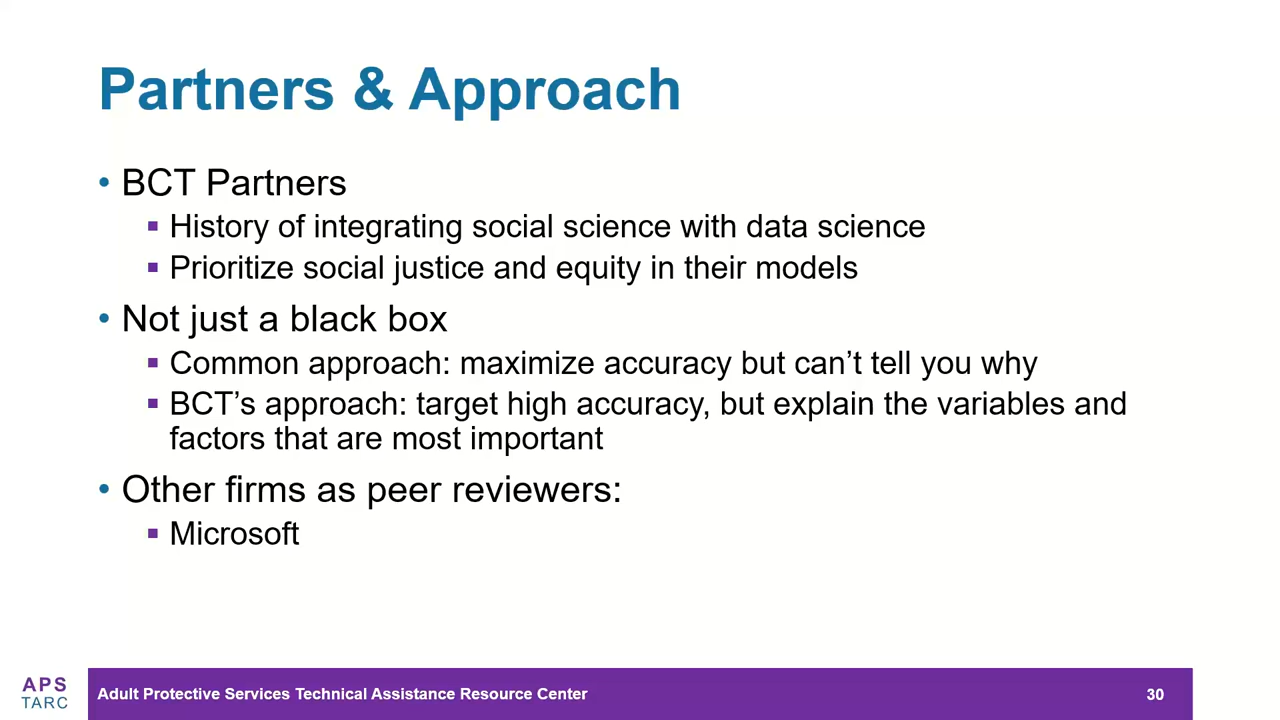 Partners & Approach
• BCT Partners
▪ History of integrating social science with data science
▪ Prioritize social justice and equity in their models
• Not just a black box
▪ Common approach: maximize accuracy but can’t tell you why
▪ BCT’s approach: target high accuracy, but explain the variables and
factors that are most important
• Other firms as peer reviewers:
▪ Microsoft
APS
TARC
Adult Protective Services Technical Assistance Resource Center
30